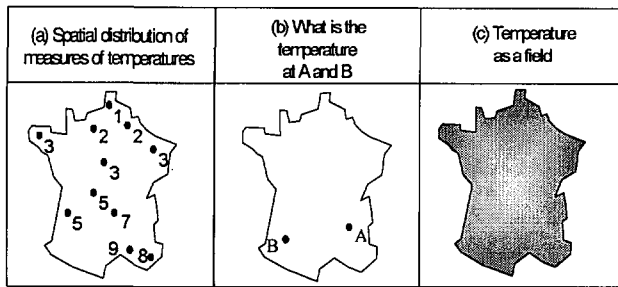 (a) Spatial distribution of
measures of temperatures
(b) What is the
temperature
at A and B
(c) Temperature
as a field
1
2
2
3
3
3
5
5
7
9
8
A
B